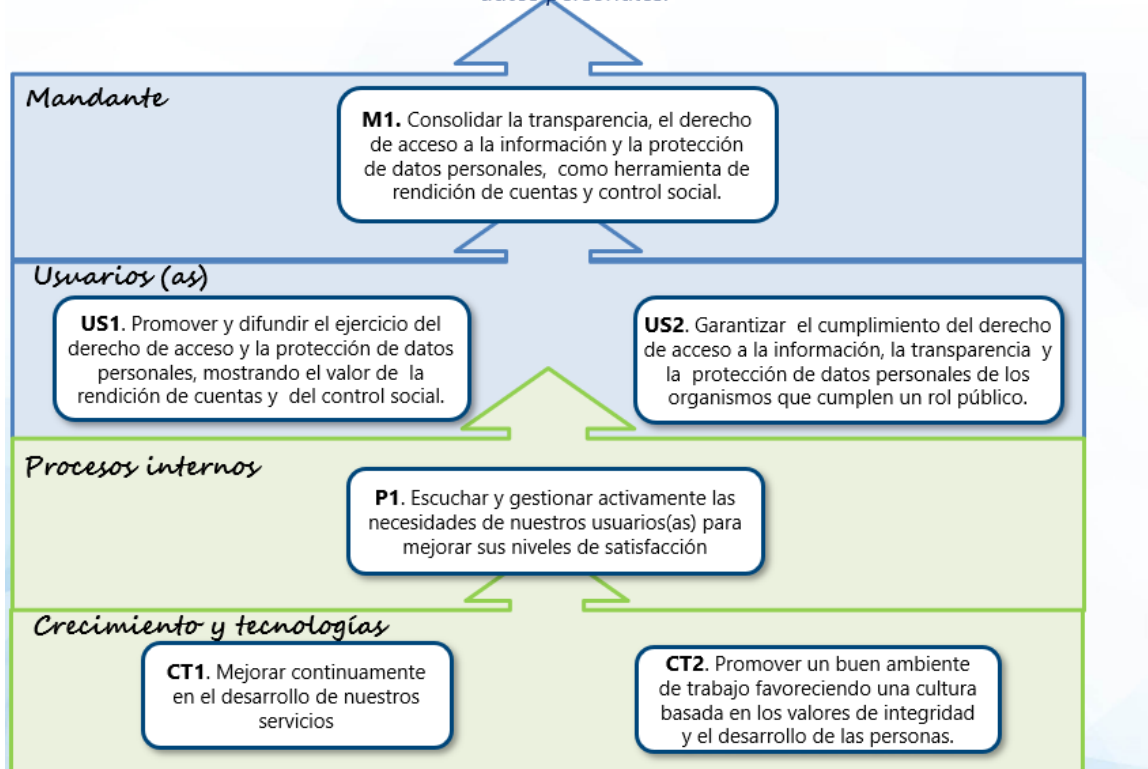 datos personales.
Mandante
M1. Consolidar la transparencia, el derecho
de acceso a la información y la protección
de datos personales, como herramienta de
rendición de cuentas y control social.
Usuarios (as)
US1. Promover y difundir el ejercicio del
derecho de acceso y la protección de datos
personales, mostrando el valor de la
rendición de cuentas y del control social.
US2. Garantizar el cumplimiento del derecho
de acceso a la información, la transparencia y
la protección de datos personales de los
organismos que cumplen un rol público.
Procesos internos
P1. Escuchar y gestionar activamente las
necesidades de nuestros usuarios(as) para
mejorar sus niveles de satisfacción
Crecimiento y tecnologías
CT1. Mejorar continuamente
en el desarrollo de nuestros
servicios
CT2. Promover un buen ambiente
de trabajo favoreciendo una cultura
basada en los valores de integridad
y el desarrollo de las personas.